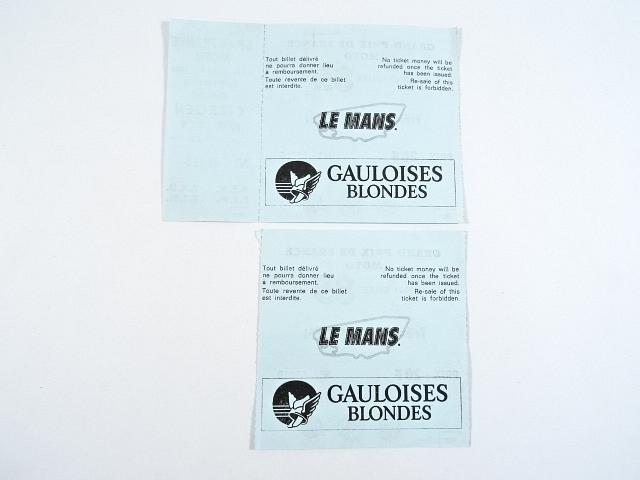 Tout billet délivré
ne pourra donner lieu
a remboursement.
Toute revente de ce billet
est interdite.
No ticket money will be
refunded once the ticket
has been issued.
Re-sale of this
ticket is forbidden.
LE MANS.
GAULOISES
BLONDES
Tout billet délivré
ne pourra donner lieu
a remboursement.
Toute revente de ce billet
est interdite.
No ticket money will be
refunded once the ticket
has been issued.
Re-sale of this
ticket is forbidden.
LE MANS.
GAULOISES
BLONDES